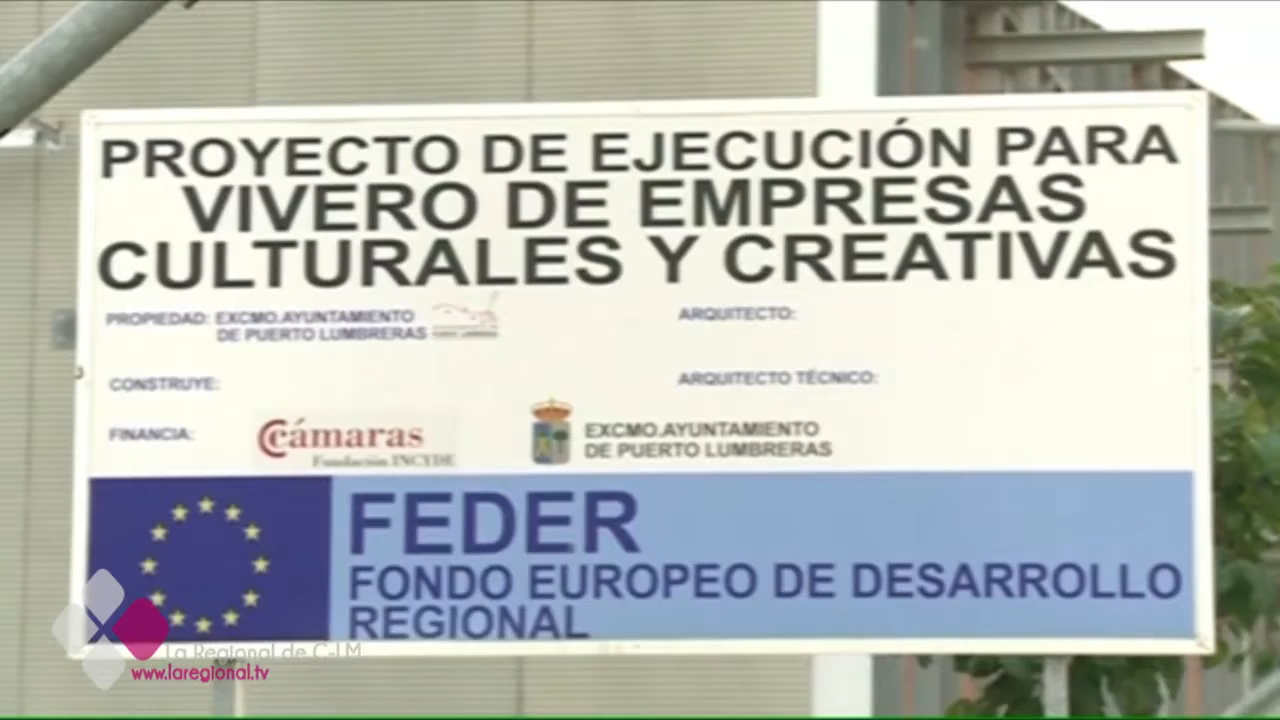 PROYECTO DE EJECUCIÓN PARA
VIVERO DE EMPRESAS
CULTURALES Y CREATIVAS
PROPIEDAD: EXCMO.AYUNTAMIENTO
DE PUERTO LUMBRERAS
ARQUITECTO:
CONSTRUYE:
ARQUITECTO TÉCNICO:
FINANCIA:
Cámaras
Fundación INCYDE
EXCMO.AYUNTAMIENTO
DE PUERTO LUMBRERAS
FEDER
FONDO EUROPEO DE DESARROLLO
REGIONAL
La Regional de C-LM
www.laregional.tv